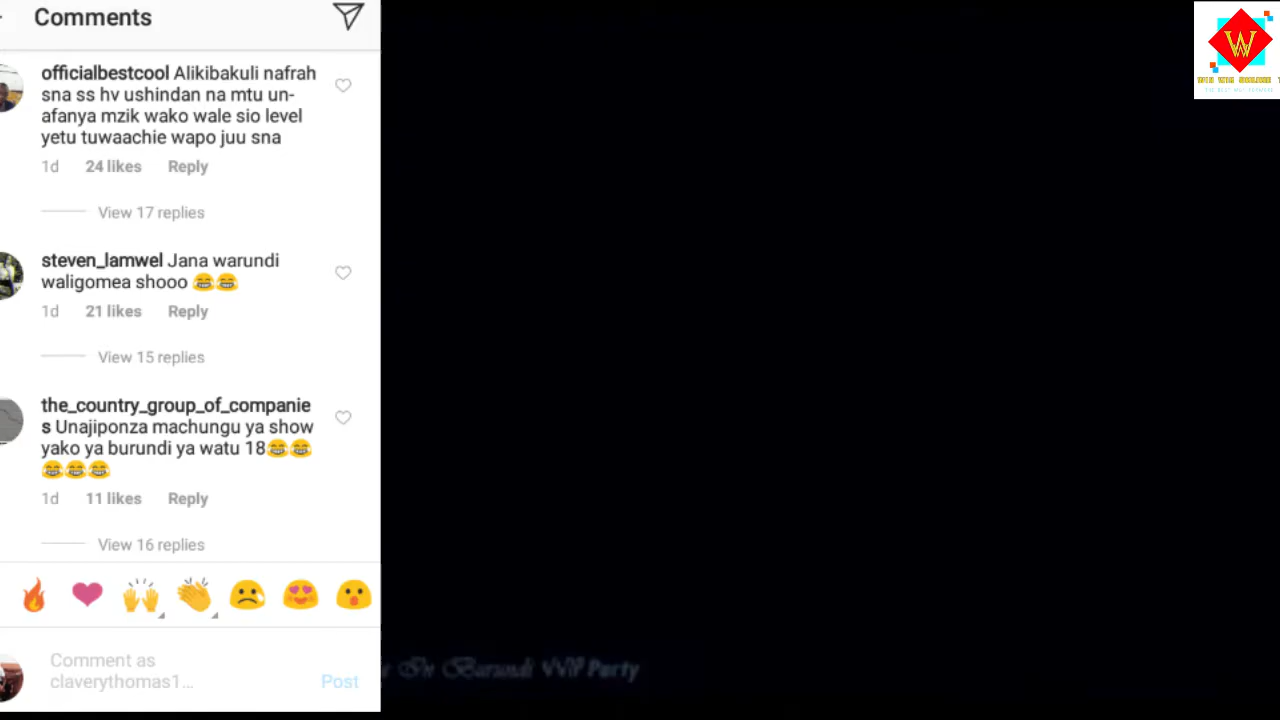 Comments
officialbestcool Alikibakuli nafrah
sna ss hv ushindan na mtu un-
afanya mzik wako wale sio level
yetu tuwaachie wapo juu sna
1d 24 likes Reply
View 17 replies
steven_lamwel Jana warundi
waligomea shooo 😂😂
1d 21 likes Reply
View 15 replies
the_country_group_of_companie
s Unajiponza machungu ya show
yako ya burundi ya watu 18😂😂
😂😂😂
1d 11 likes Reply
View 16 replies
Comment as
claverythomas1...
Post
In Burundi VVIP Party
W